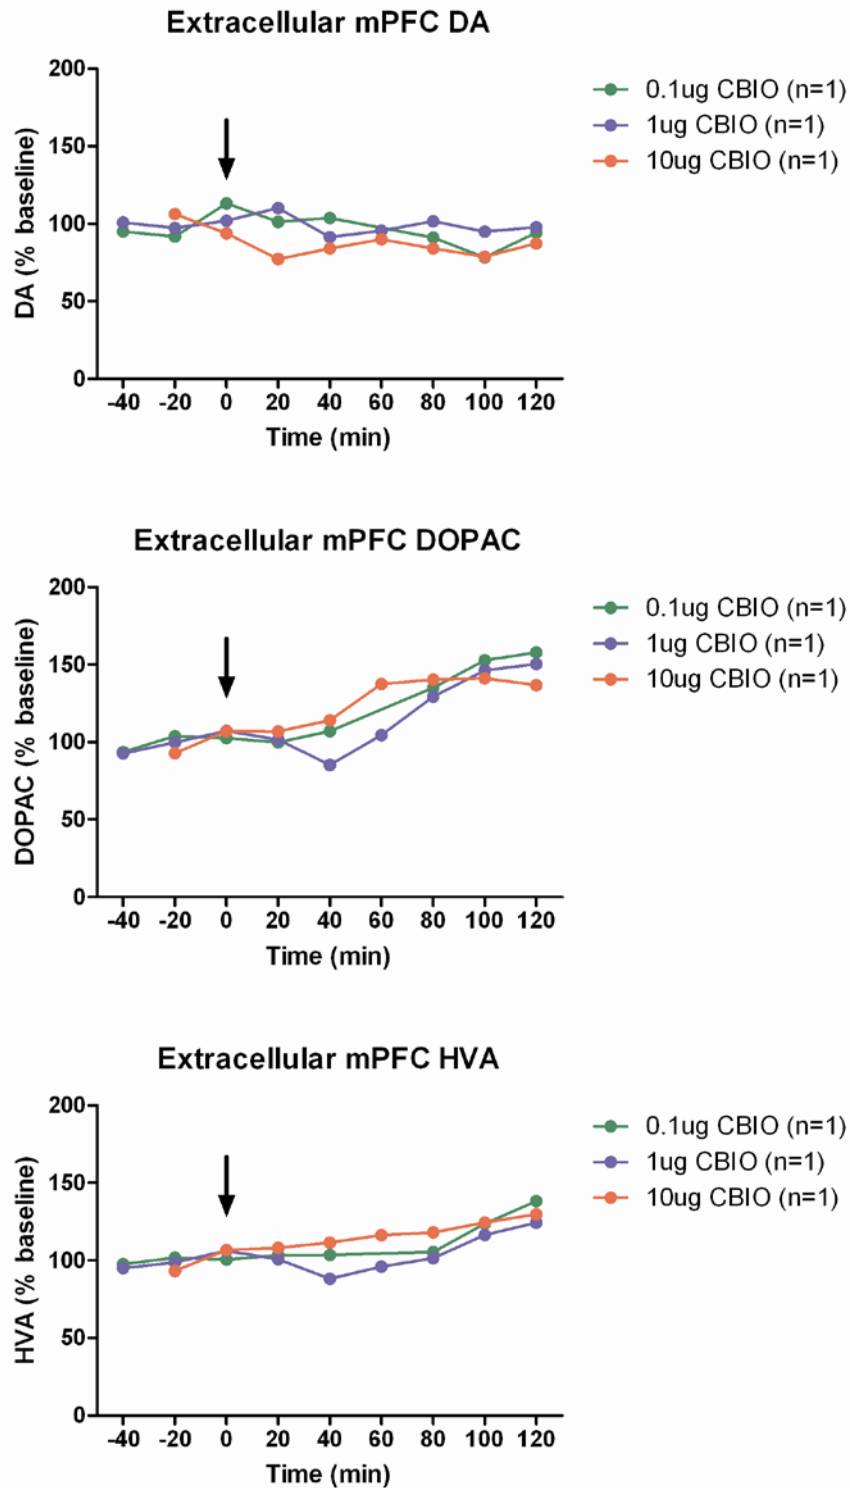 Extracellular mPFC DA
200
150
100
50
0
DA (% baseline)
-40 -20 0 20 40 60 80 100 120
Time (min)
0.1ug CBIO (n=1)
1ug CBIO (n=1)
10ug CBIO (n=1)
Extracellular mPFC DOPAC
200
150
100
50
0
DOPAC (% baseline)
-40 -20 0 20 40 60 80 100 120
Time (min)
0.1ug CBIO (n=1)
1ug CBIO (n=1)
10ug CBIO (n=1)
Extracellular mPFC HVA
200
150
100
50
0
HVA (% baseline)
-40 -20 0 20 40 60 80 100 120
Time (min)
0.1ug CBIO (n=1)
1ug CBIO (n=1)
10ug CBIO (n=1)